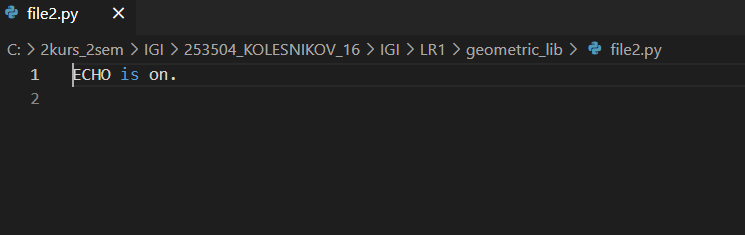 file2.py
C: > 2kurs_2sem > IGI > 253504_KOLESNIKOV_16 > IGI > LR1 > geometric_lib > file2.py
1 ECHO is on.
2